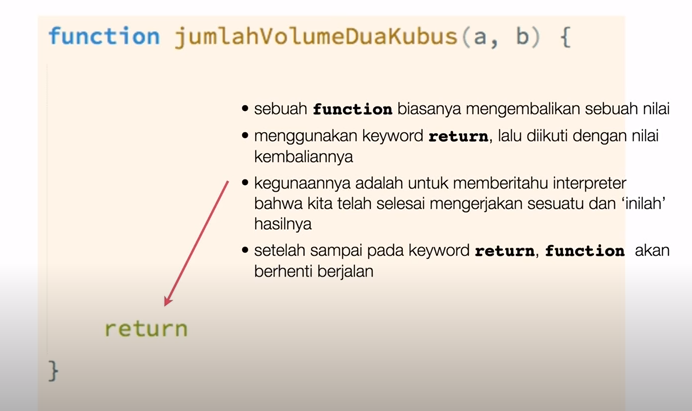 function jumlahVolumeDuaKubus(a, b) {
• sebuah function biasanya mengembalikan sebuah nilai
• menggunakan keyword return, lalu diikuti dengan nilai
kembaliannya
• kegunaannya adalah untuk memberitahu interpreter
bahwa kita telah selesai mengerjakan sesuatu dan ‘inilah’
hasilnya
• setelah sampai pada keyword return, function akan
berhenti berjalan
return
}